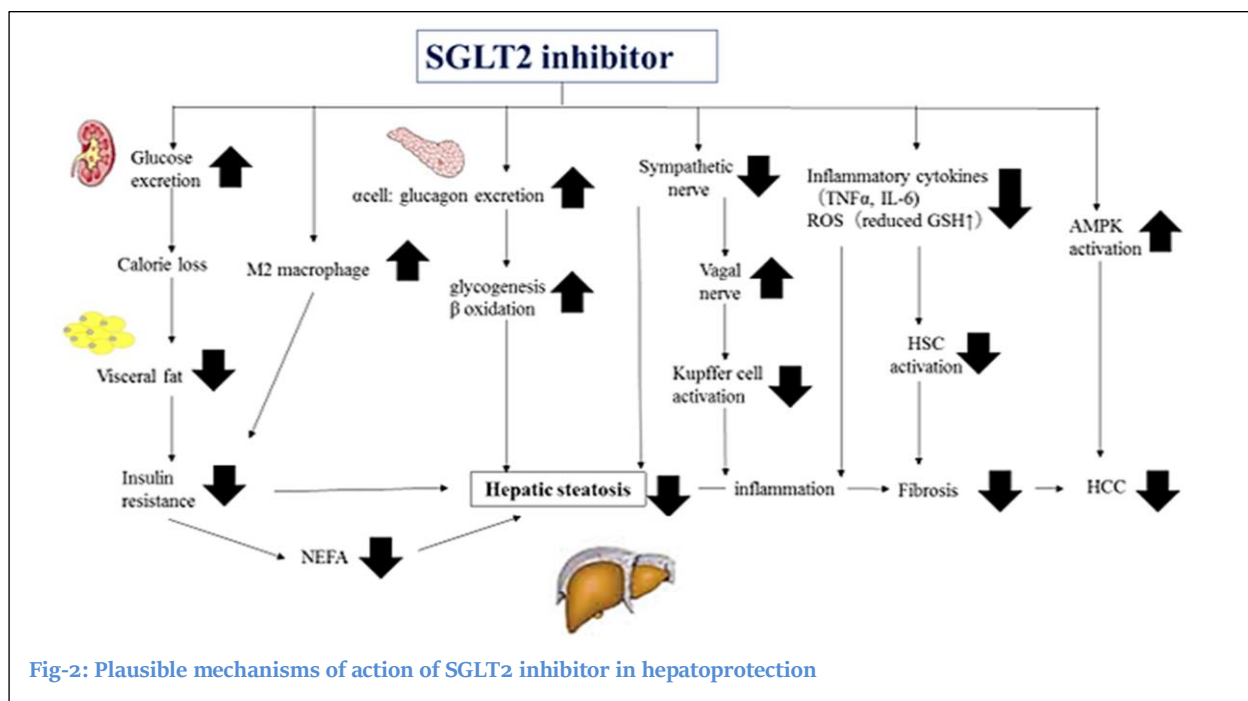 SGLT2 inhibitor
Glucose
excretion
Calorie loss
Visceral fat
Insulin
resistance
NEFA
M2 macrophage
αcell: glucagon excretion
glycogenesis
β oxidation
Hepatic steatosis
Sympathetic
nerve
Vagal
nerve
Kupffer cell
activation
inflammation
Inflammatory cytokines
(TNFα, IL-6)
ROS (reduced GSH↑)
HSC
activation
Fibrosis
AMPK
activation
HCC
Fig-2: Plausible mechanisms of action of SGLT2 inhibitor in hepatoprotection